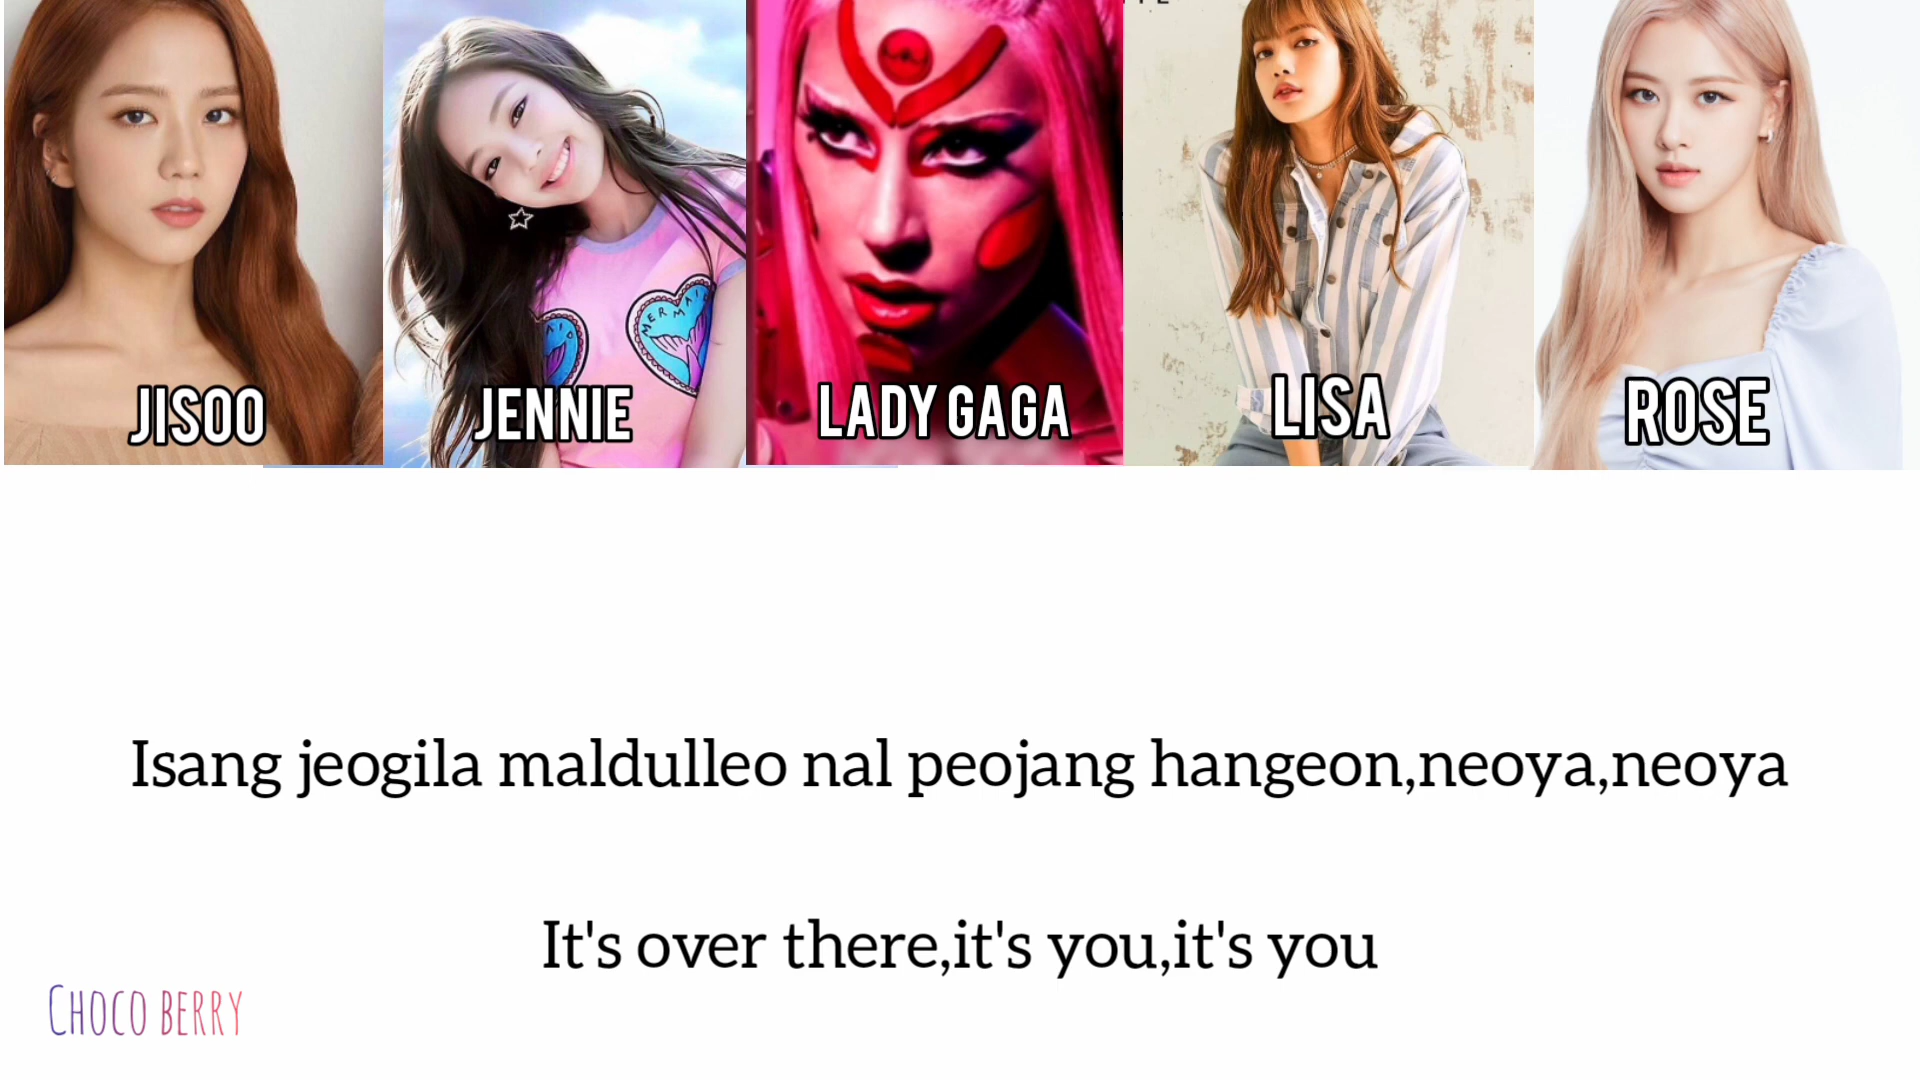 JISOO
JENNIE
LADY GAGA
LISA
ROSE
MERMAID
Isang jeogila maldulleo nal peojang hangeon,neoya,neoya
It's over there,it's you,it's you
CHOCO BERRY